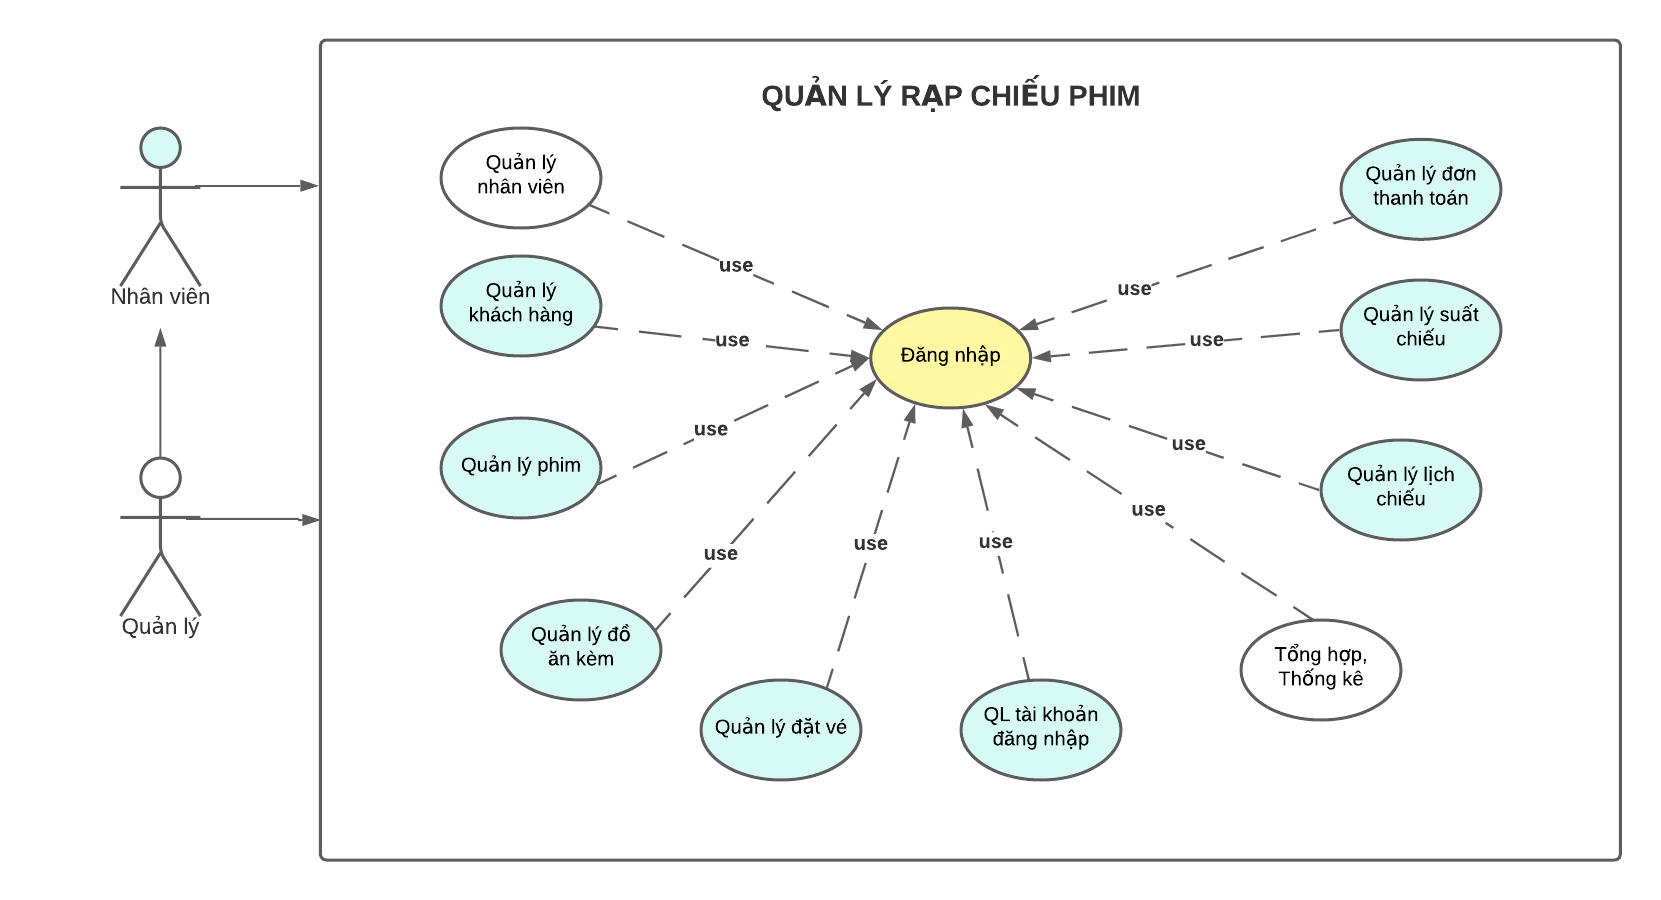 QUẢN LÝ RẠP CHIẾU PHIM
Nhân viên
Quản lý
Quản lý
nhân viên
use
Quản lý
khách hàng
use
Quản lý phim
use
Quản lý đồ
ăn kèm
use
Quản lý đặt vé
use
QL tài khoản
đăng nhập
use
Tổng hợp,
Thống kê
use
Quản lý lịch
chiếu
use
Quản lý suất
chiếu
use
Quản lý đơn
thanh toán
use
Đăng nhập